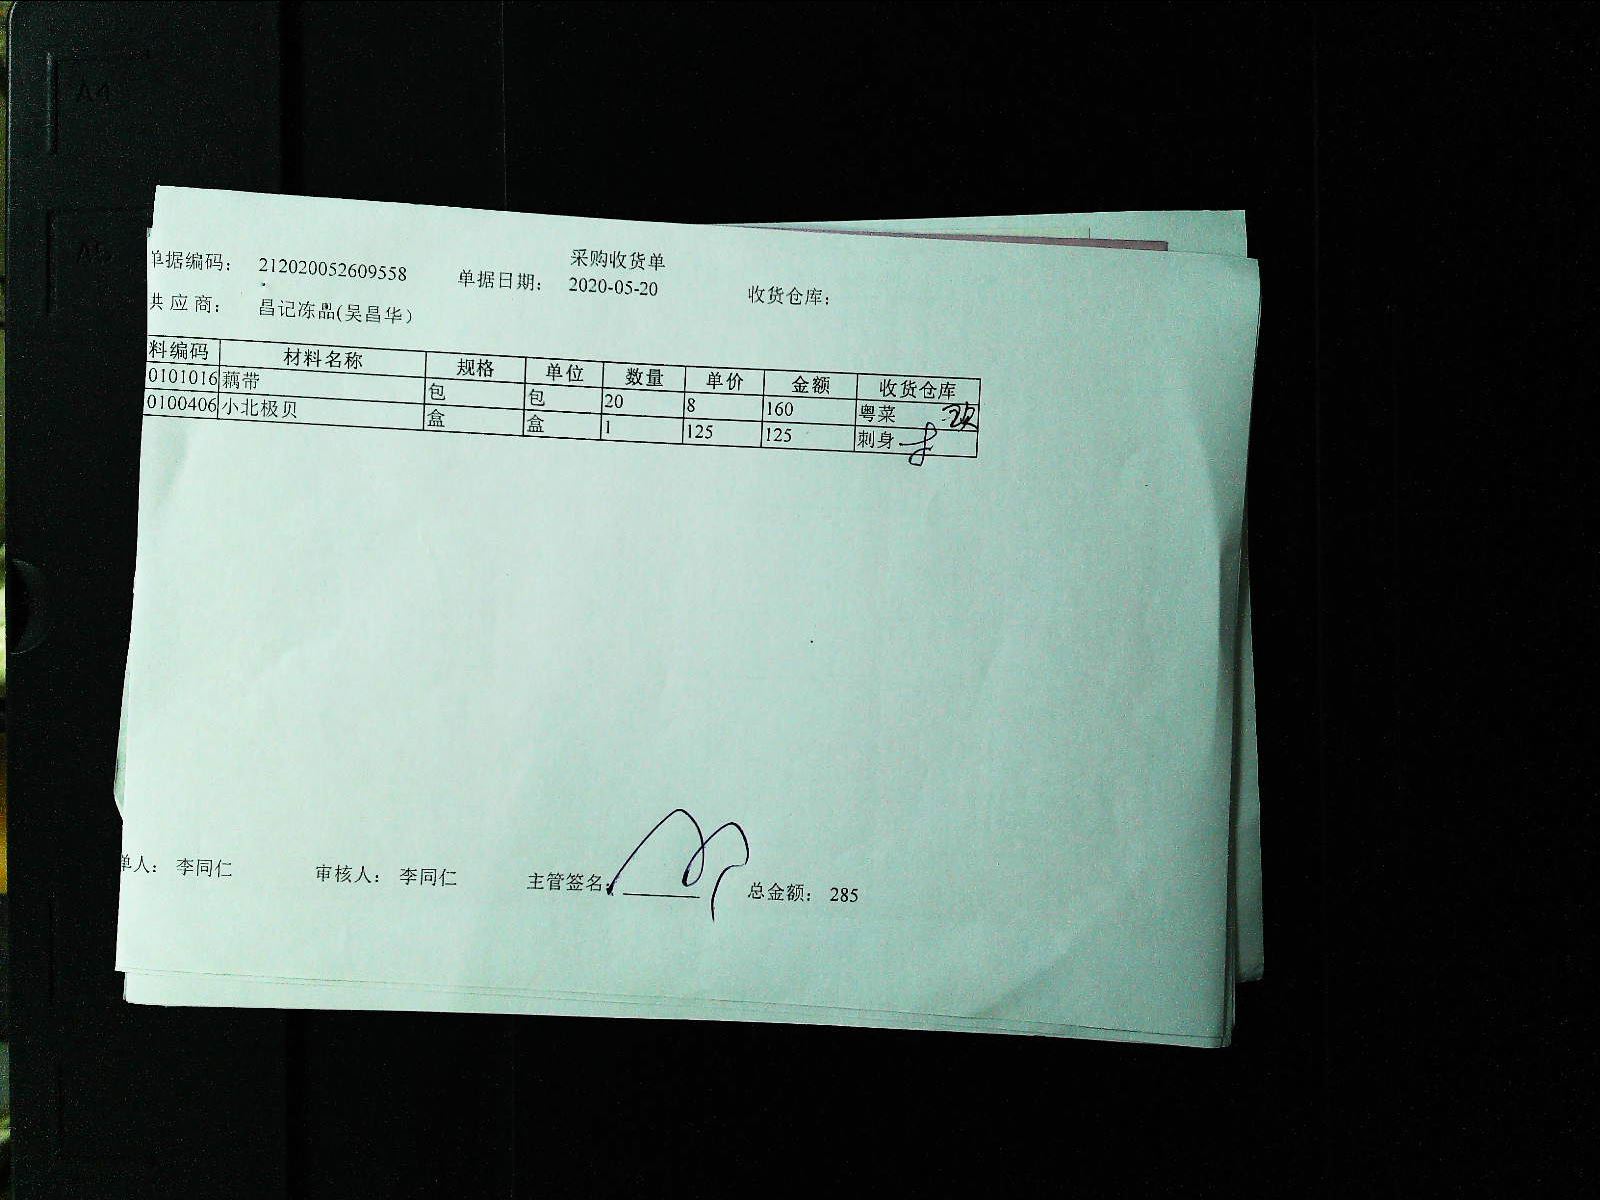 A4
A5
采购收货单
单据编码： 212020052609558 单据日期： 2020-05-20 收货仓库：
供应商： 昌记冻品(吴昌华）
料编码 材料名称 规格 单位 数量 单价 金额 收货仓库
0101016 藕带 包 包 20 8 160 粤菜
0100406 小北极贝 盒 盒 1 125 125 刺身
单人： 李同仁 审核人： 李同仁 主管签名： 总金额： 285